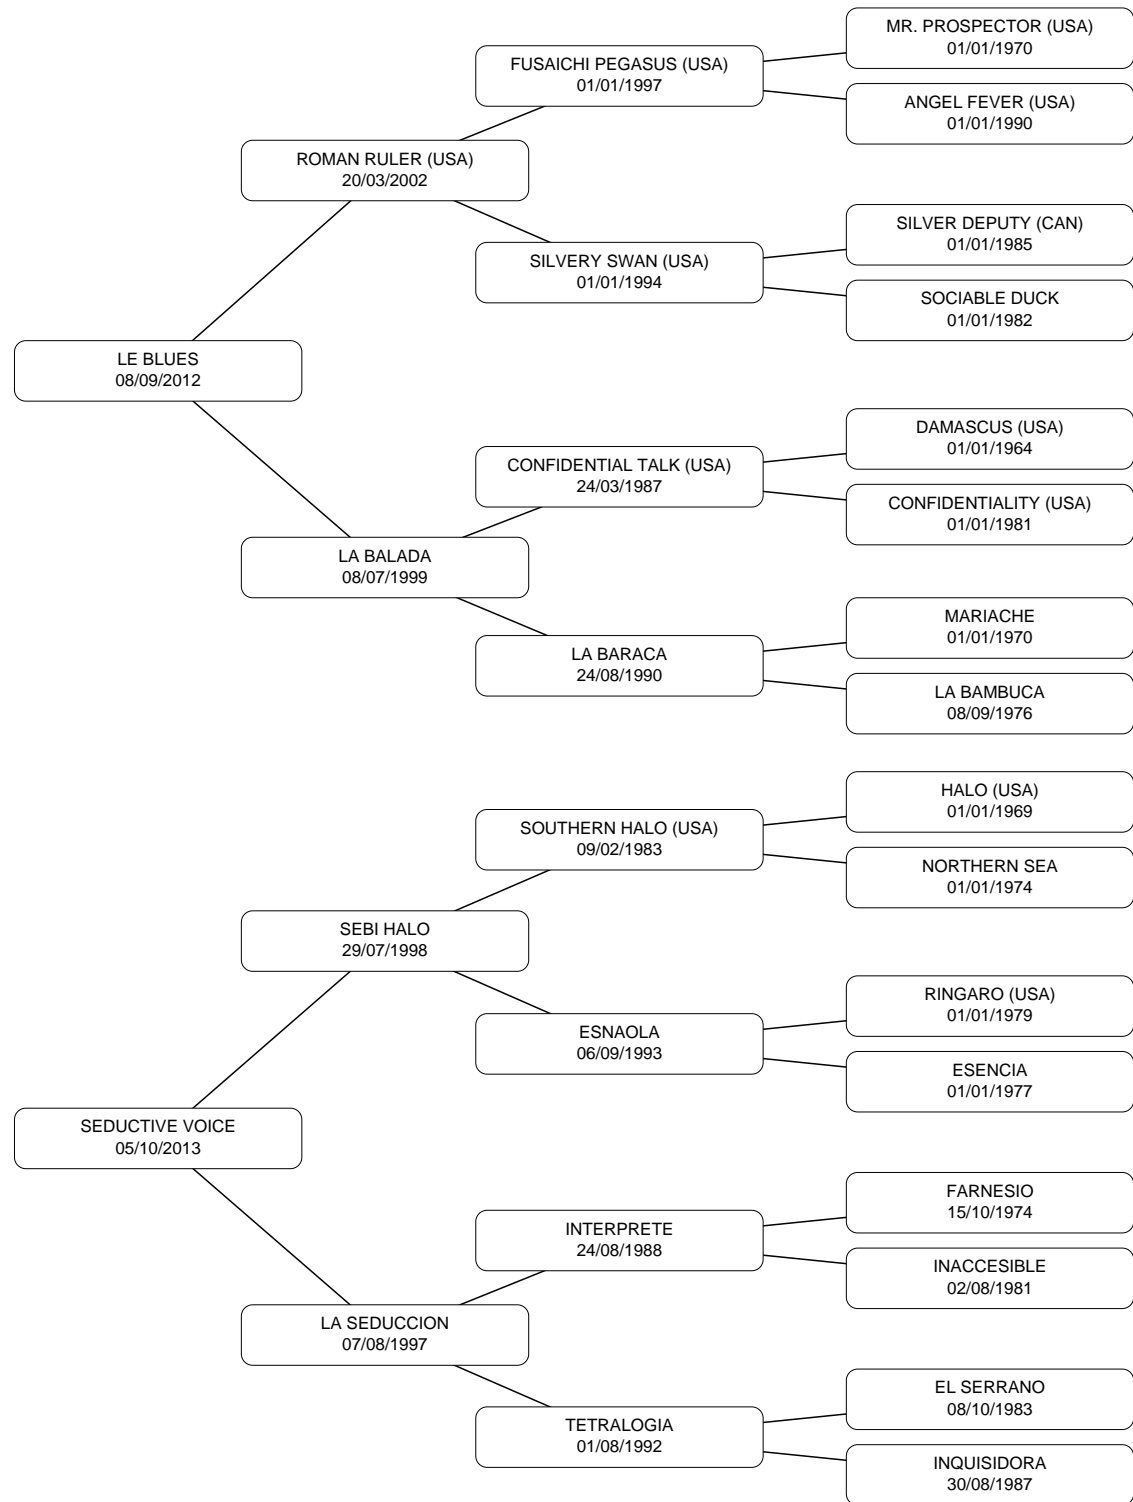 MR. PROSPECTOR (USA)
01/01/1970
FUSAICHI PEGASUS (USA)
01/01/1997
ANGEL FEVER (USA)
01/01/1990
ROMAN RULER (USA)
20/03/2002
SILVER DEPUTY (CAN)
01/01/1985
SILVERY SWAN (USA)
01/01/1994
SOCIABLE DUCK
01/01/1982
LE BLUES
08/09/2012
DAMASCUS (USA)
01/01/1964
CONFIDENTIAL TALK (USA)
24/03/1987
CONFIDENTIALITY (USA)
01/01/1981
LA BALADA
08/07/1999
MARIACHE
01/01/1970
LA BARACA
24/08/1990
LA BAMBUCA
08/09/1976
HALO (USA)
01/01/1969
SOUTHERN HALO (USA)
09/02/1983
NORTHERN SEA
01/01/1974
SEBI HALO
29/07/1998
RINGARO (USA)
01/01/1979
ESNAOLA
06/09/1993
ESENCIA
01/01/1977
SEDUCTIVE VOICE
05/10/2013
FARNESIO
15/10/1974
INTERPRETE
24/08/1988
INACCESIBLE
02/08/1981
LA SEDUCCION
07/08/1997
EL SERRANO
08/10/1983
TETRALOGIA
01/08/1992
INQUISIDORA
30/08/1987